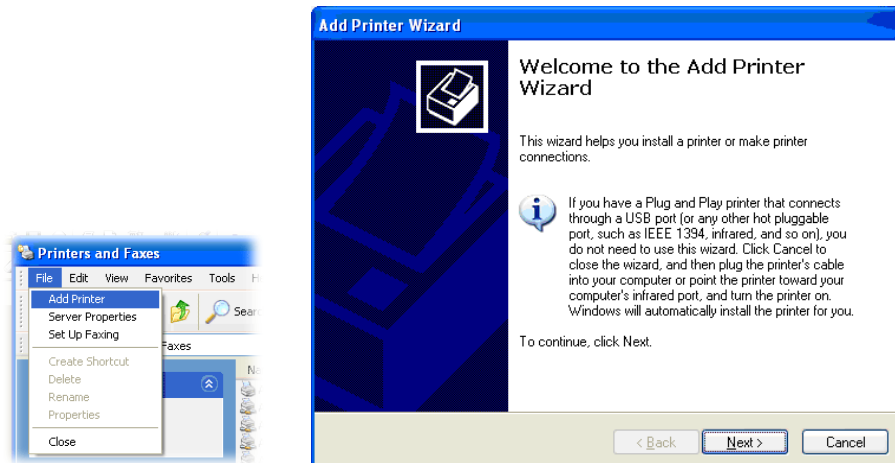 Printers and Faxes
File Edit View Favorites Tools
Add Printer
Server Properties
Set Up Faxing
Create Shortcut
Delete
Rename
Properties
Close
Faxes
Add Printer Wizard
Welcome to the Add Printer
Wizard
This wizard helps you install a printer or make printer
connections.
If you have a Plug and Play printer that connects
through a USB port (or any other hot pluggable
port, such as IEEE 1394, infrared, and so on), you
do not need to use this wizard. Click Cancel to
close the wizard, and then plug the printer's cable
into your computer or point the printer toward your
computer's infrared port, and turn the printer on.
Windows will automatically install the printer for you.
To continue, click Next.
< Back Next > Cancel